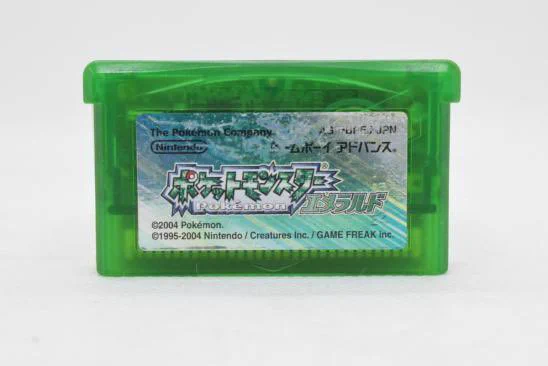 The Pokémon Company
Nintendo
ームボーイ アドバンス®
ポケットモンスター®
POKéMON
エメラルド
©2004 Pokémon.
©1995-2004 Nintendo / Creatures Inc. / GAME FREAK inc.